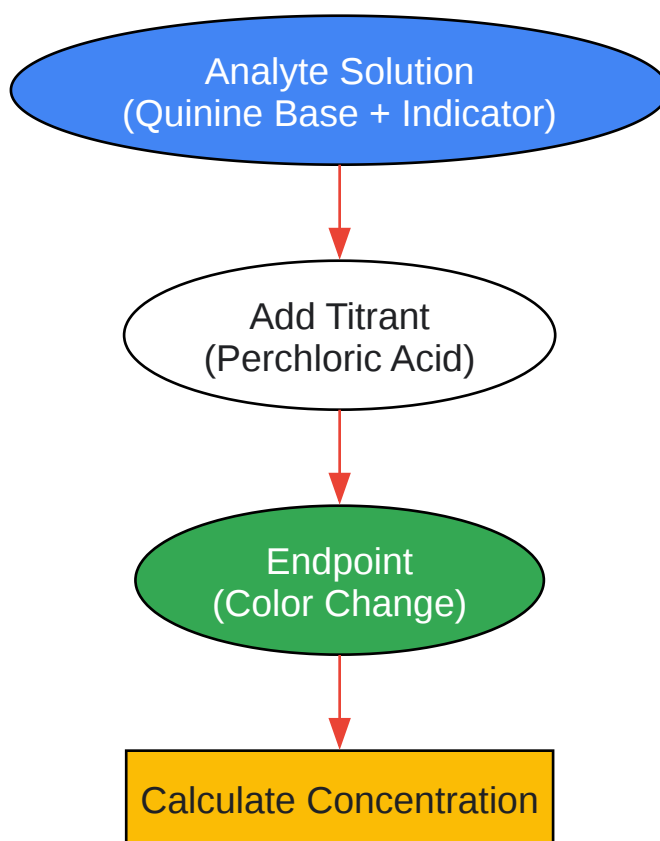 Analyte Solution
(Quinine Base + Indicator)
Add Titrant
(Perchloric Acid)
Endpoint
(Color Change)
Calculate Concentration